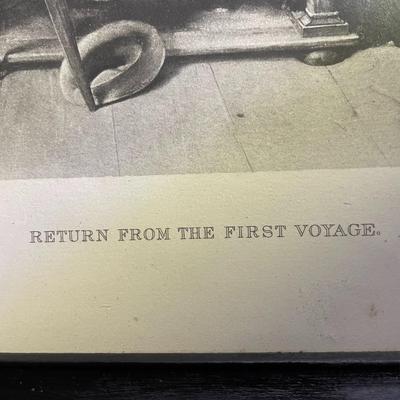 RETURN FROM THE FIRST VOYAGE.